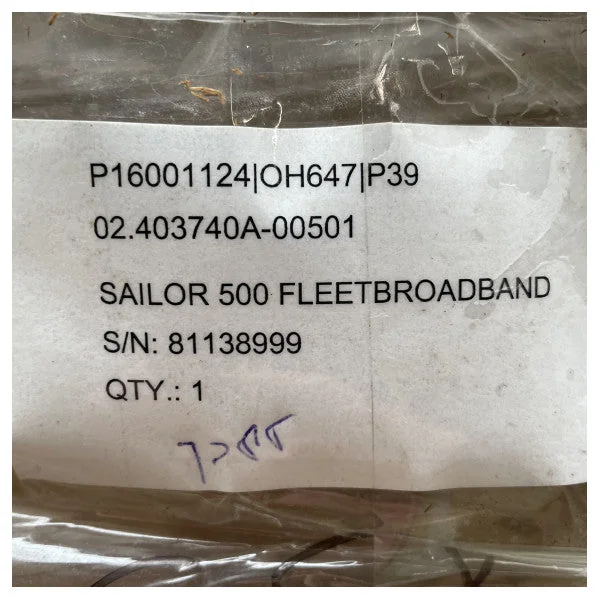 P16001124|OH647|P39
02.403740A-00501
SAILOR 500 FLEETBROADBAND
S/N: 81138999
QTY.: 1